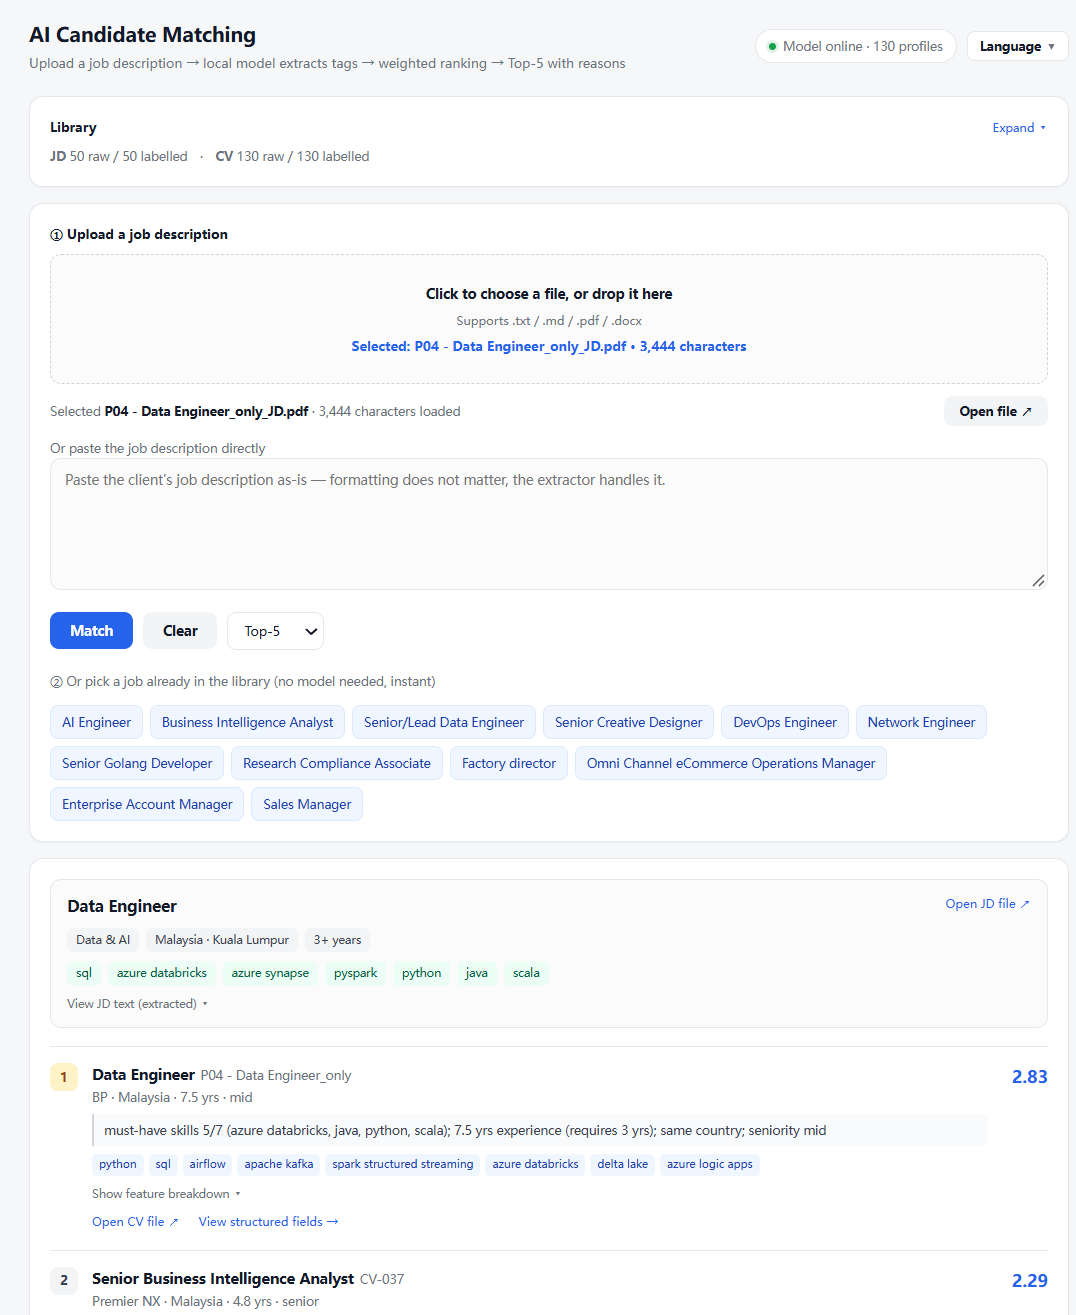 AI Candidate Matching
Upload a job description → local model extracts tags → weighted ranking → Top-5 with reasons
Model online · 130 profiles
Language ▼
Library
Expand ▾
JD 50 raw / 50 labelled · CV 130 raw / 130 labelled
① Upload a job description
Click to choose a file, or drop it here
Supports .txt / .md / .pdf / .docx
Selected: P04 - Data Engineer_only_JD.pdf • 3,444 characters
Selected P04 - Data Engineer_only_JD.pdf · 3,444 characters loaded
Open file ↗
Or paste the job description directly
Paste the client's job description as-is — formatting does not matter, the extractor handles it.
Match
Clear
Top-5
② Or pick a job already in the library (no model needed, instant)
AI Engineer
Business Intelligence Analyst
Senior/Lead Data Engineer
Senior Creative Designer
DevOps Engineer
Network Engineer
Senior Golang Developer
Research Compliance Associate
Factory director
Omni Channel eCommerce Operations Manager
Enterprise Account Manager
Sales Manager
Data Engineer
Open JD file ↗
Data & AI
Malaysia · Kuala Lumpur
3+ years
sql
azure databricks
azure synapse
pyspark
python
java
scala
View JD text (extracted) ▾
1
Data Engineer P04 - Data Engineer_only
2.83
BP · Malaysia · 7.5 yrs · mid
must-have skills 5/7 (azure databricks, java, python, scala); 7.5 yrs experience (requires 3 yrs); same country; seniority mid
python
sql
airflow
apache kafka
spark structured streaming
azure databricks
delta lake
azure logic apps
Show feature breakdown ▾
Open CV file ↗
View structured fields →
2
Senior Business Intelligence Analyst CV-037
2.29
Premier NX · Malaysia · 4.8 yrs · senior